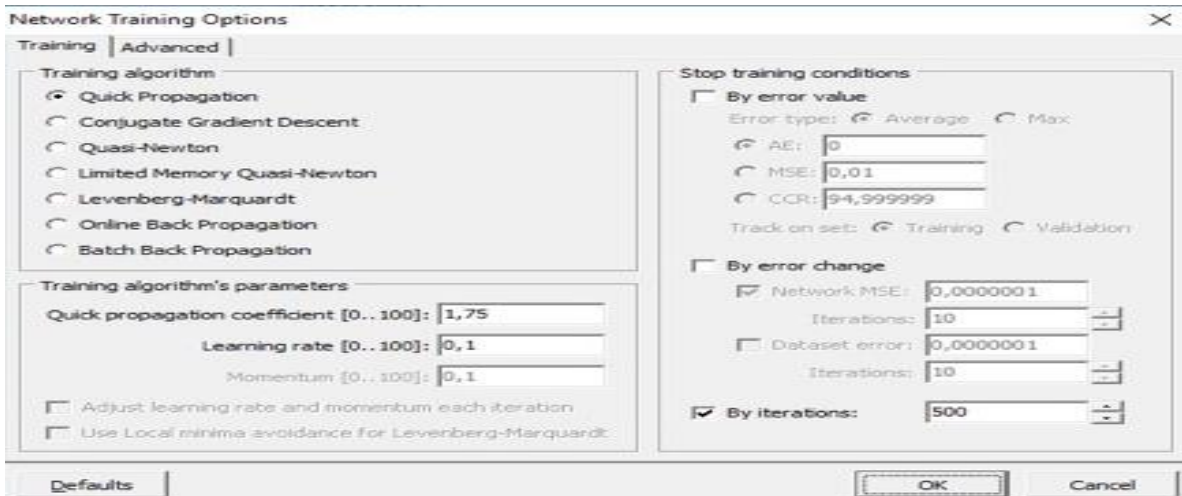 Network Training Options
Training
Advanced
Training algorithm
Quick Propagation
Conjugate Gradient Descent
Quasi-Newton
Limited Memory Quasi-Newton
Levenberg-Marquardt
Online Back Propagation
Batch Back Propagation
Training algorithm's parameters
Quick propagation coefficient [0..100]: 1,75
Learning rate [0..100]: 0,1
Momentum [0..100]: 0,1
Adjust learning rate and momentum each iteration
Use Local minima avoidance for Levenberg-Marquardt
Stop training conditions
By error value
Error type: Average Max
AE: 0
MSE: 0,01
CCR: 94,999999
Track on set: Training Validation
By error change
Network MSE: 0,0000001
Iterations: 10
Dataset error: 0,0000001
Iterations: 10
By iterations: 500
Defaults
OK
Cancel